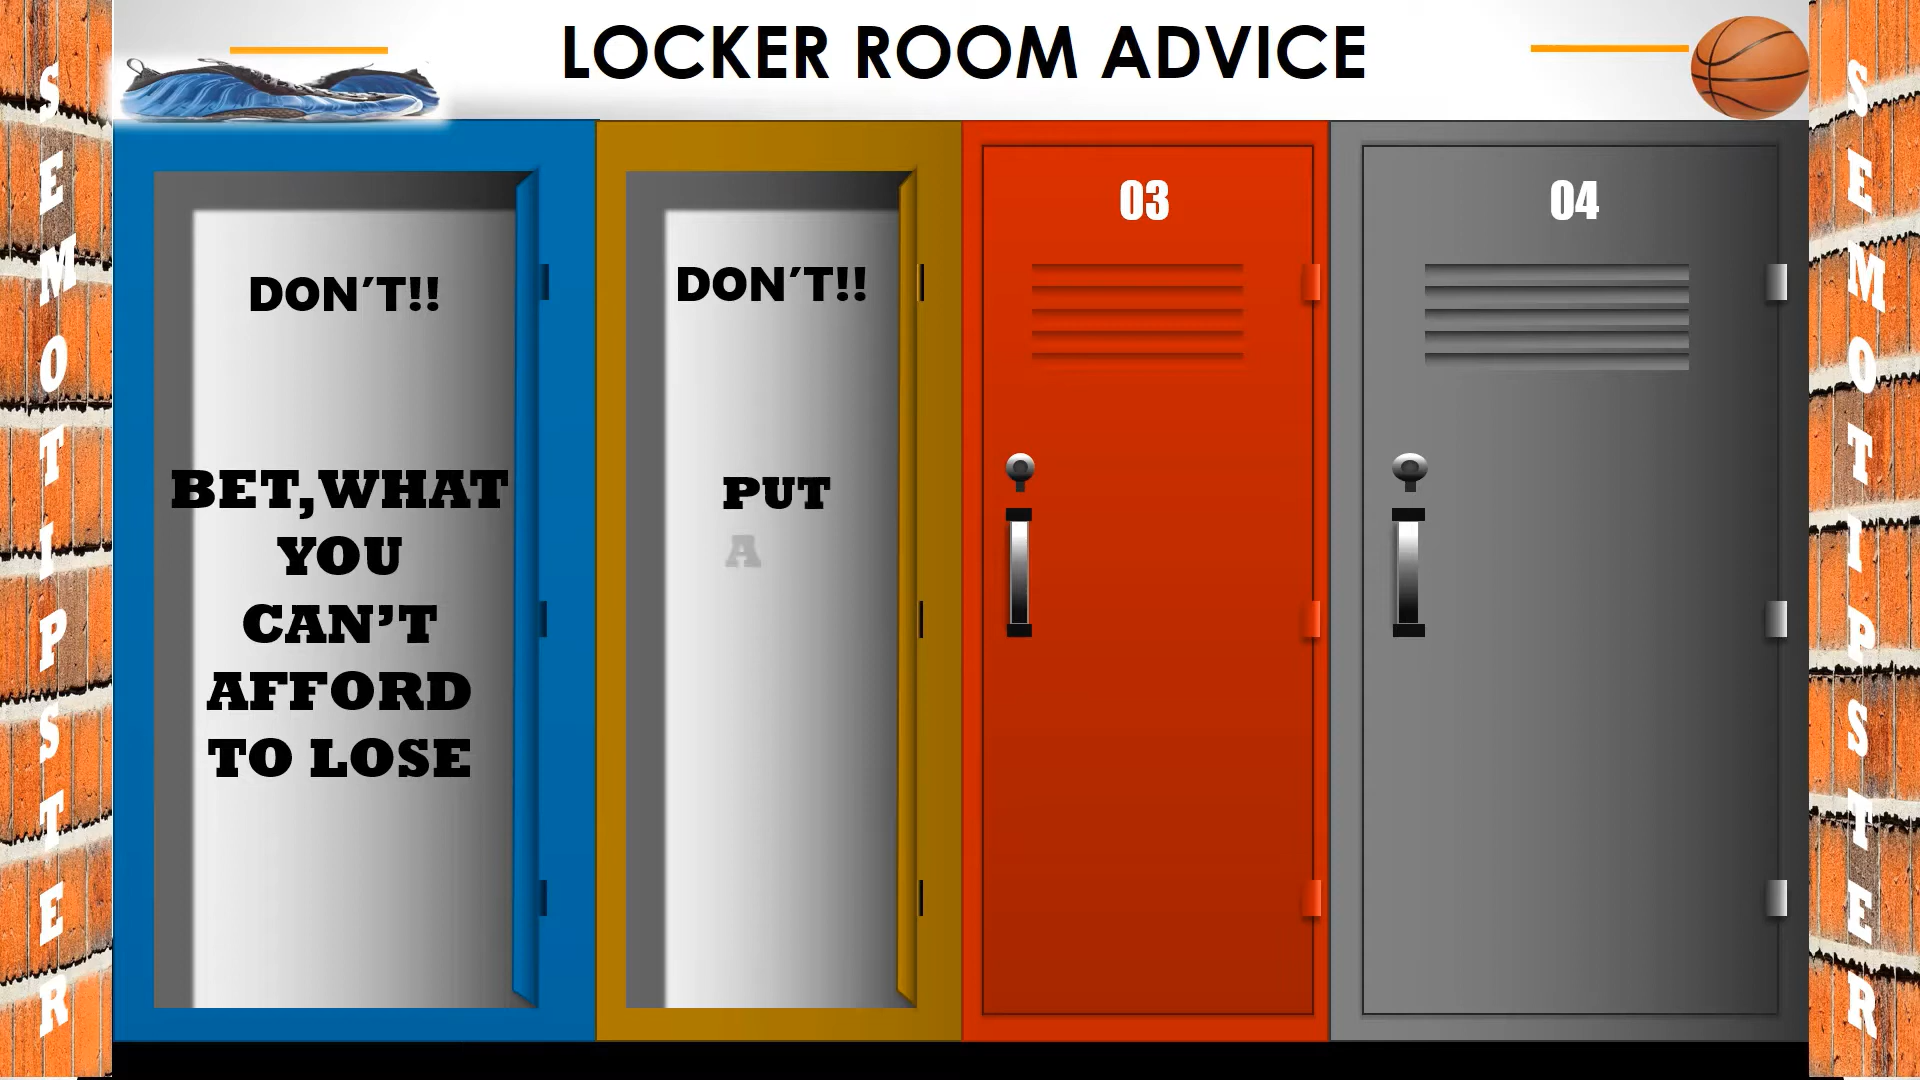 LOCKER ROOM ADVICE
SEMOTIPSTER
DON'T!!
BET,WHAT
YOU
CAN'T
AFFORD
TO LOSE
DON'T!!
PUT
A
03
04
SEMOTIPSTER